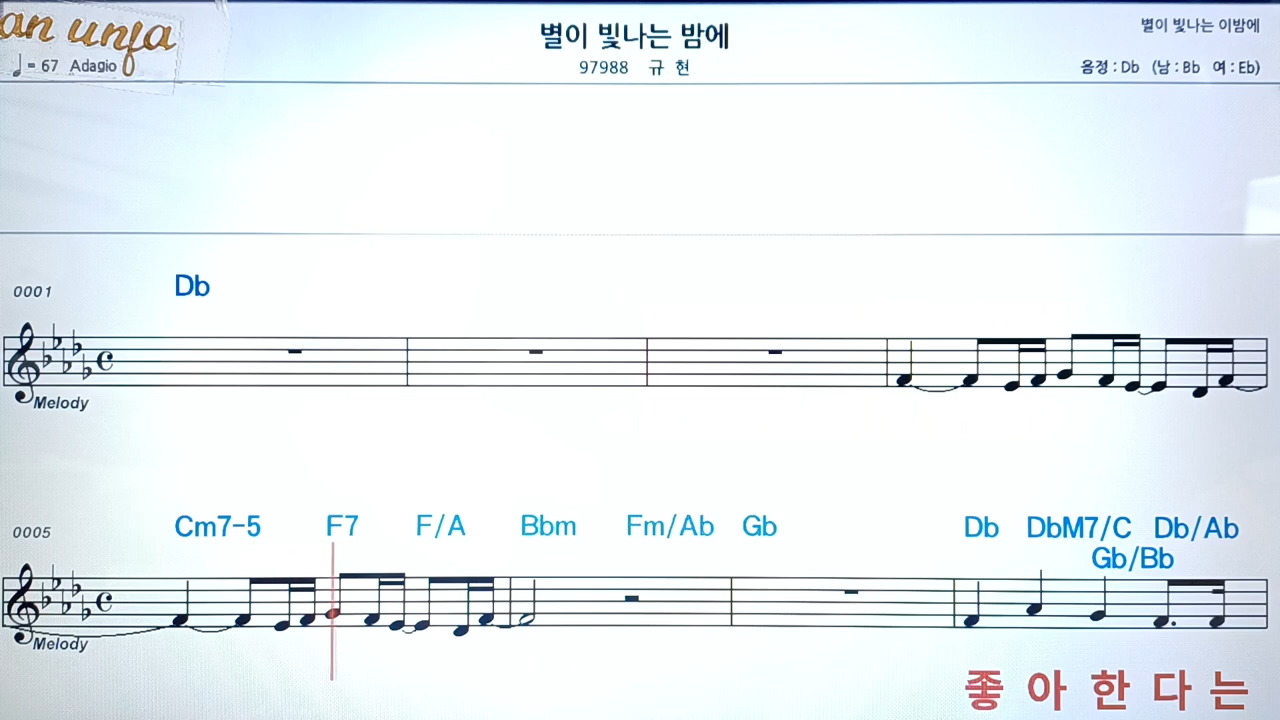 an unfa
♩= 67 Adagio
별이 빛나는 밤에
97988 규 현
별이 빛나는 이밤에
음정 : Db (남 : Bb 여 : Eb)
0001
Db
Melody
0005
Cm7-5 F7 F/A Bbm Fm/Ab Gb Db DbM7/C Db/Ab
Gb/Bb
Melody
좋 아 한 다 는